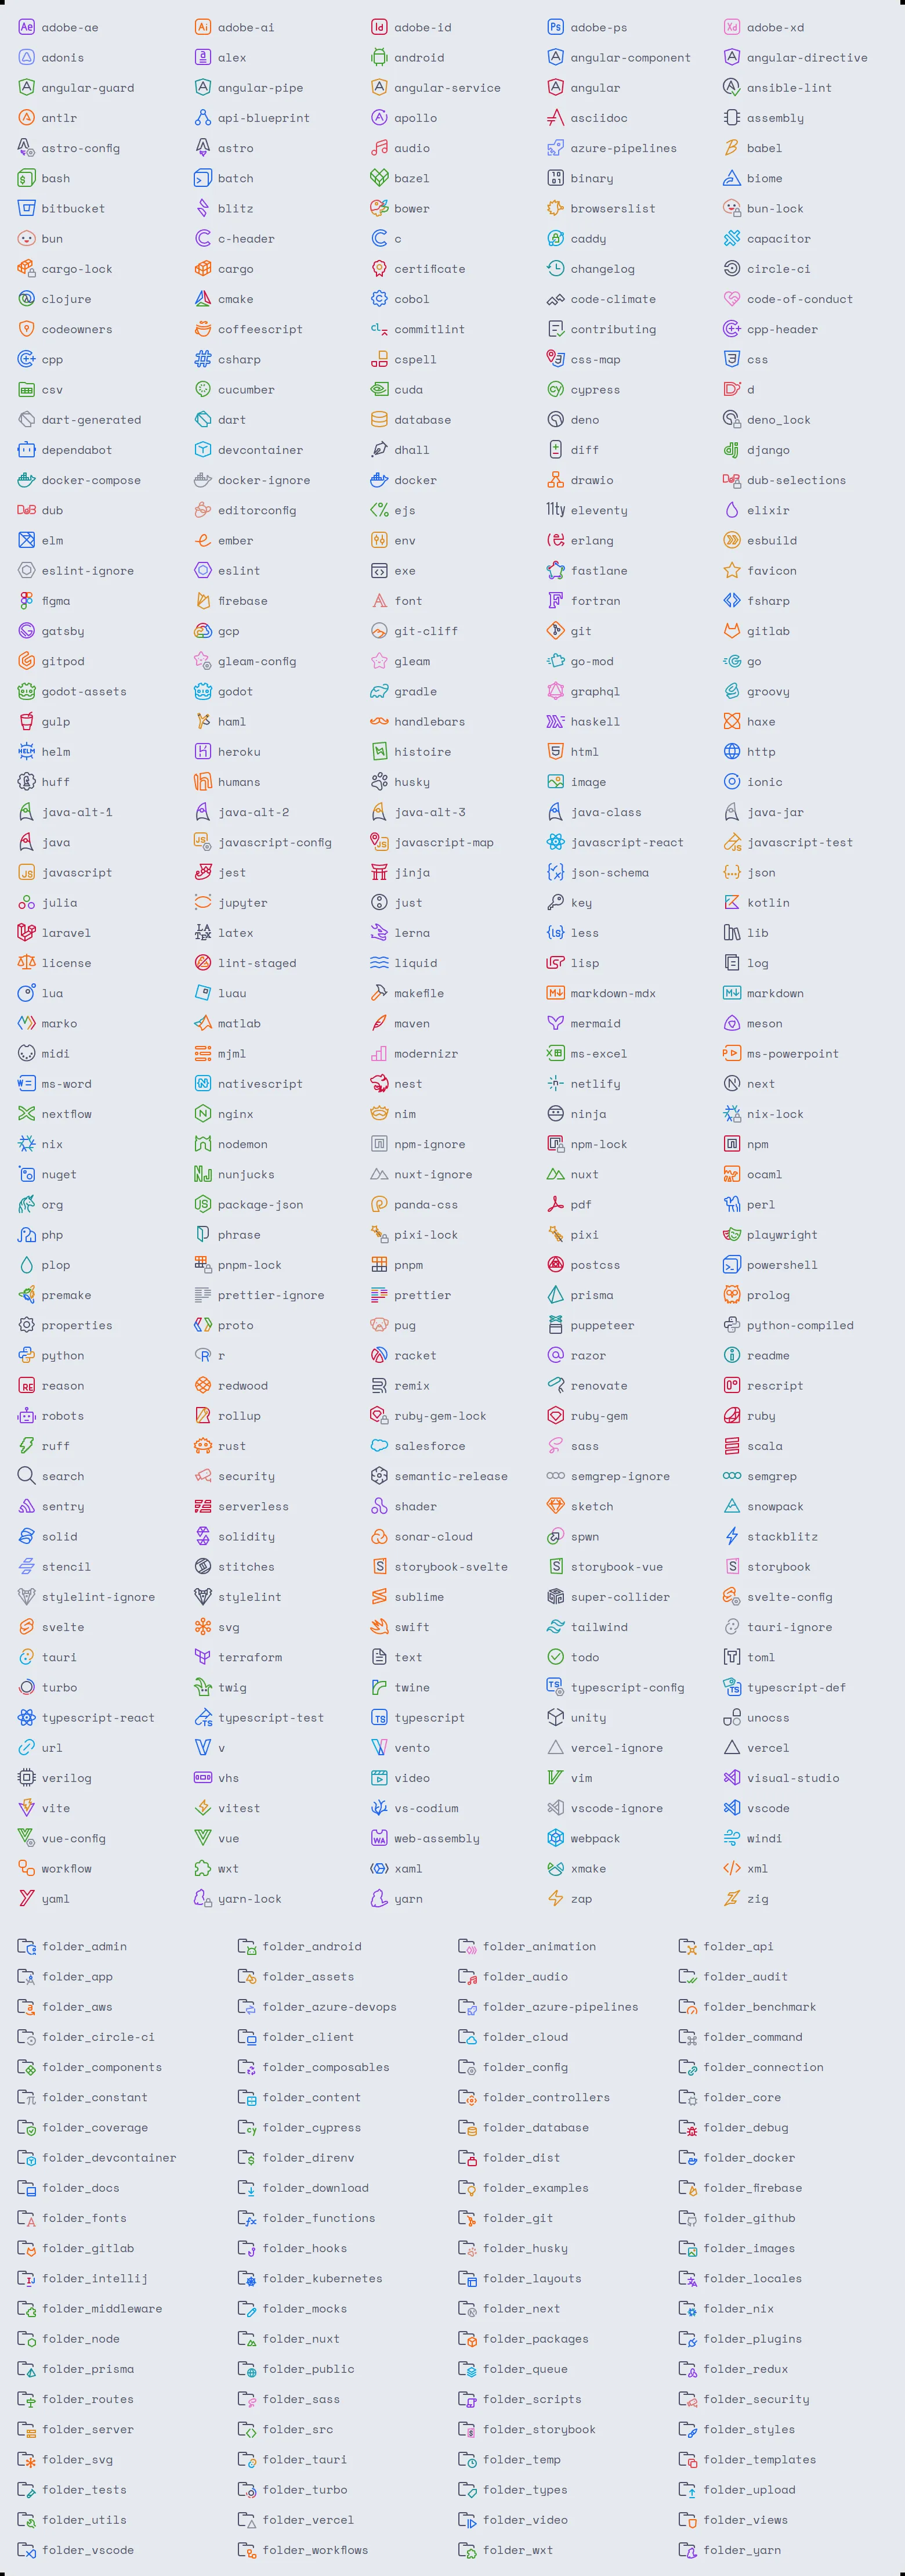 adobe-ae adobe-ai adobe-id adobe-ps adobe-xd
adonis alex android angular-component angular-directive
angular-guard angular-pipe angular-service angular ansible-lint
antlr api-blueprint apollo asciidoc assembly
astro-config astro audio azure-pipelines babel
bash batch bazel binary biome
bitbucket blitz bower browserslist bun-lock
bun c-header c caddy capacitor
cargo-lock cargo certificate changelog circle-ci
clojure cmake cobol code-climate code-of-conduct
codeowners coffeescript commitlint contributing cpp-header
cpp csharp cspell css-map css
csv cucumber cuda cypress d
dart-generated dart database deno deno_lock
dependabot devcontainer dhall diff django
docker-compose docker-ignore docker drawio dub-selections
dub editorconfig ejs eleventy elixir
elm ember env erlang esbuild
eslint-ignore eslint exe fastlane favicon
figma firebase font fortran fsharp
gatsby gcp git-cliff git gitlab
gitpod gleam-config gleam go-mod go
godot-assets godot gradle graphql groovy
gulp haml handlebars haskell haxe
helm heroku histoire html http
huff humans husky image ionic
java-alt-1 java-alt-2 java-alt-3 java-class java-jar
java javascript-config javascript-map javascript-react javascript-test
javascript jest jinja json-schema json
julia jupyter just key kotlin
laravel latex lerna less lib
license lint-staged liquid lisp log
lua luau makefile markdown-mdx markdown
marko matlab maven mermaid meson
midi mjml modernizr ms-excel ms-powerpoint
ms-word nativescript nest netlify next
nextflow nginx nim ninja nix-lock
nix nodemon npm-ignore npm-lock npm
nuget nunjucks nuxt-ignore nuxt ocaml
org package-json panda-css pdf perl
php phrase pixi-lock pixi playwright
plop pnpm-lock pnpm postcss powershell
premake prettier-ignore prettier prisma prolog
properties proto pug puppeteer python-compiled
python r racket razor readme
reason redwood remix renovate rescript
robots rollup ruby-gem-lock ruby-gem ruby
ruff rust salesforce sass scala
search security semantic-release semgrep-ignore semgrep
sentry serverless shader sketch snowpack
solid solidity sonar-cloud spwn stackblitz
stencil stitches storybook-svelte storybook-vue storybook
stylelint-ignore stylelint sublime super-collider svelte-config
svelte svg swift tailwind tauri-ignore
tauri terraform text todo toml
turbo twig twine typescript-config typescript-def
typescript-react typescript-test typescript unity unocss
url v vento vercel-ignore vercel
verilog vhs video vim visual-studio
vite vitest vs-codium vscode-ignore vscode
vue-config vue web-assembly webpack windi
workflow wxt xaml xmake xml
yaml yarn-lock yarn zap zig
folder_admin folder_android folder_animation folder_api
folder_app folder_assets folder_audio folder_audit
folder_aws folder_azure-devops folder_azure-pipelines folder_benchmark
folder_circle-ci folder_client folder_cloud folder_command
folder_components folder_composables folder_config folder_connection
folder_constant folder_content folder_controllers folder_core
folder_coverage folder_cypress folder_database folder_debug
folder_devcontainer folder_direnv folder_dist folder_docker
folder_docs folder_download folder_examples folder_firebase
folder_fonts folder_functions folder_git folder_github
folder_gitlab folder_hooks folder_husky folder_images
folder_intellij folder_kubernetes folder_layouts folder_locales
folder_middleware folder_mocks folder_next folder_nix
folder_node folder_nuxt folder_packages folder_plugins
folder_prisma folder_public folder_queue folder_redux
folder_routes folder_sass folder_scripts folder_security
folder_server folder_src folder_storybook folder_styles
folder_svg folder_tauri folder_temp folder_templates
folder_tests folder_turbo folder_types folder_upload
folder_utils folder_vercel folder_video folder_views
folder_vscode folder_workflows folder_wxt folder_yarn